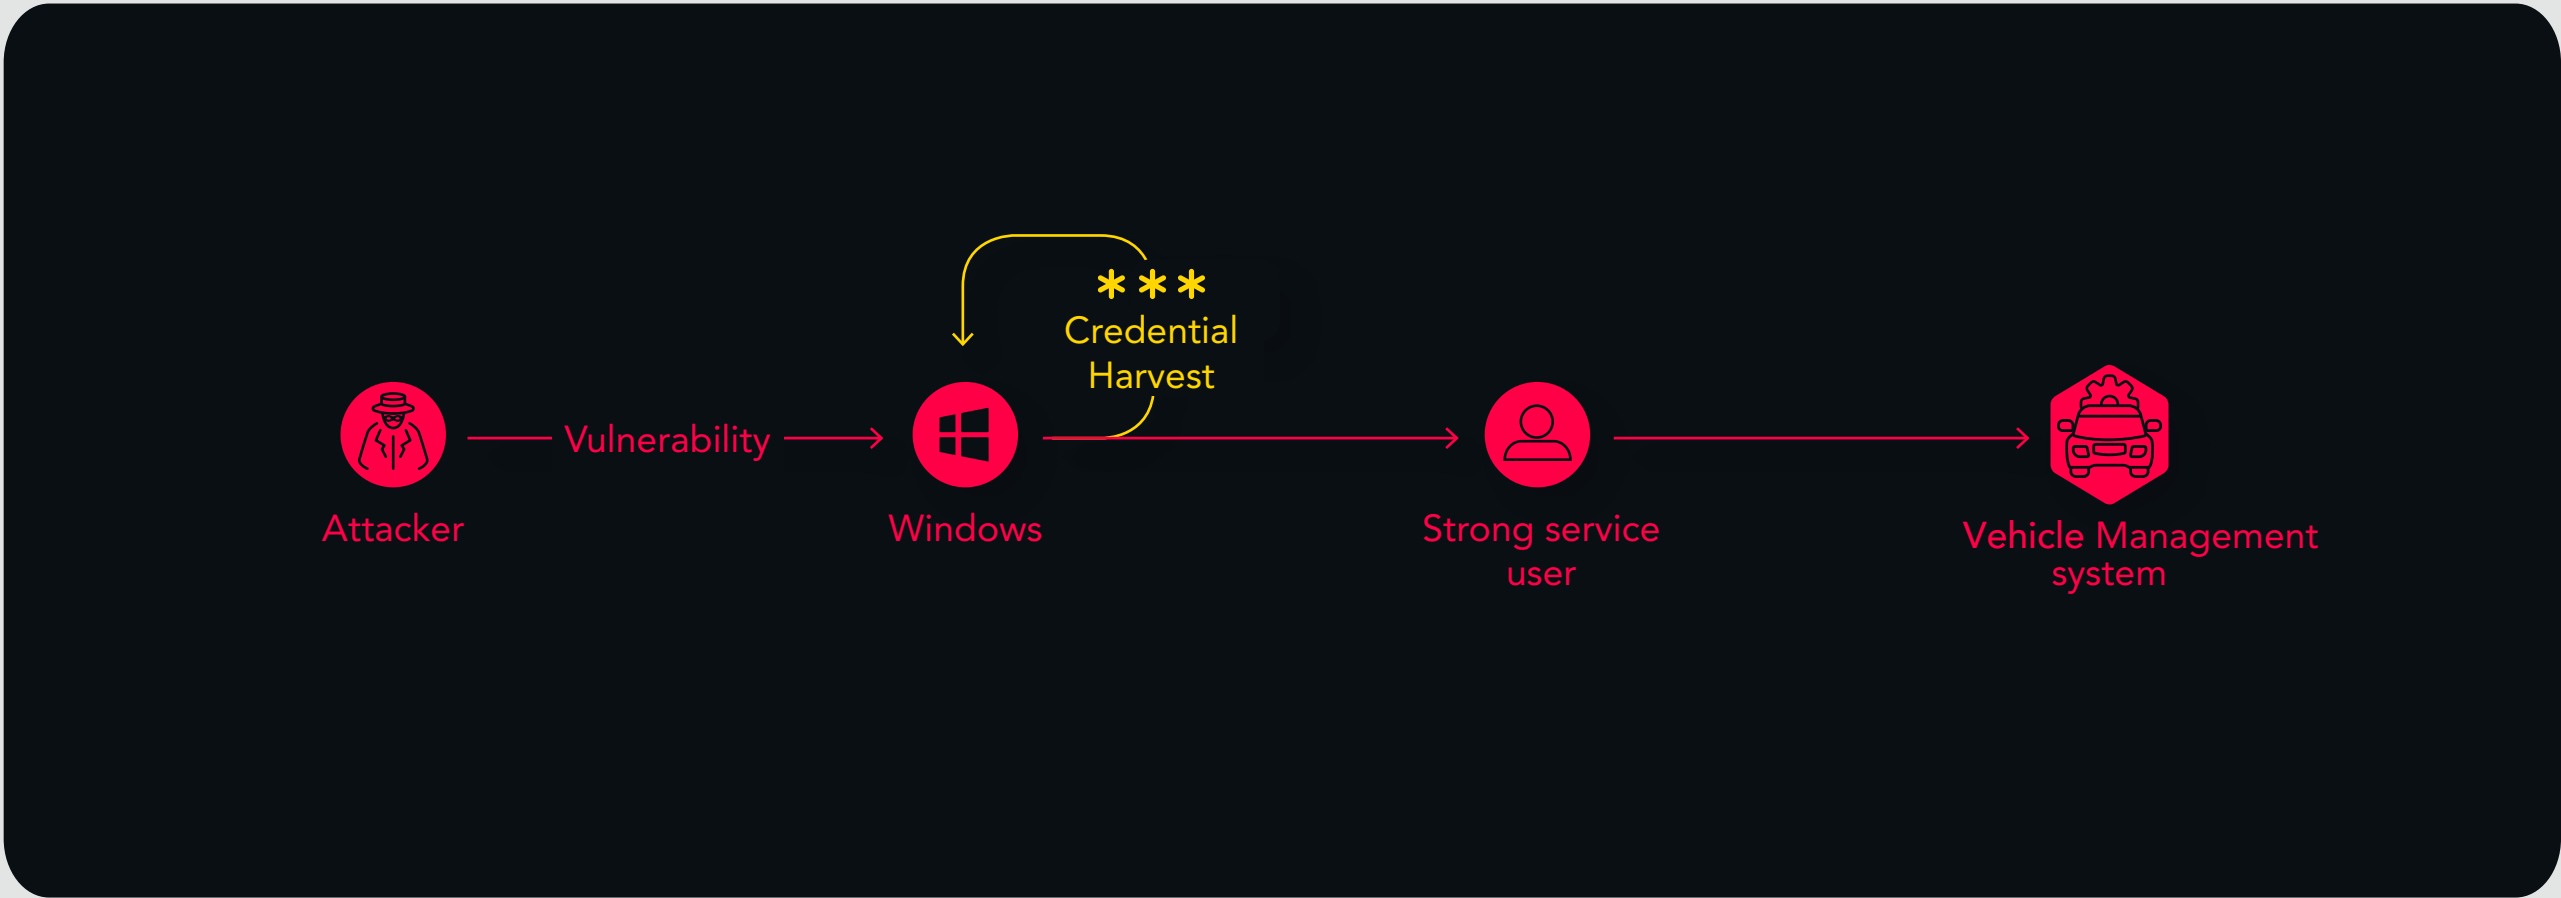 ***
Credential
Harvest
Vulnerability
Attacker
Windows
Strong service
user
Vehicle Management
system